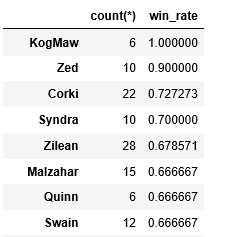 count(*) win_rate
KogMaw 6 1.000000
Zed 10 0.900000
Corki 22 0.727273
Syndra 10 0.700000
Zilean 28 0.678571
Malzahar 15 0.666667
Quinn 6 0.666667
Swain 12 0.666667